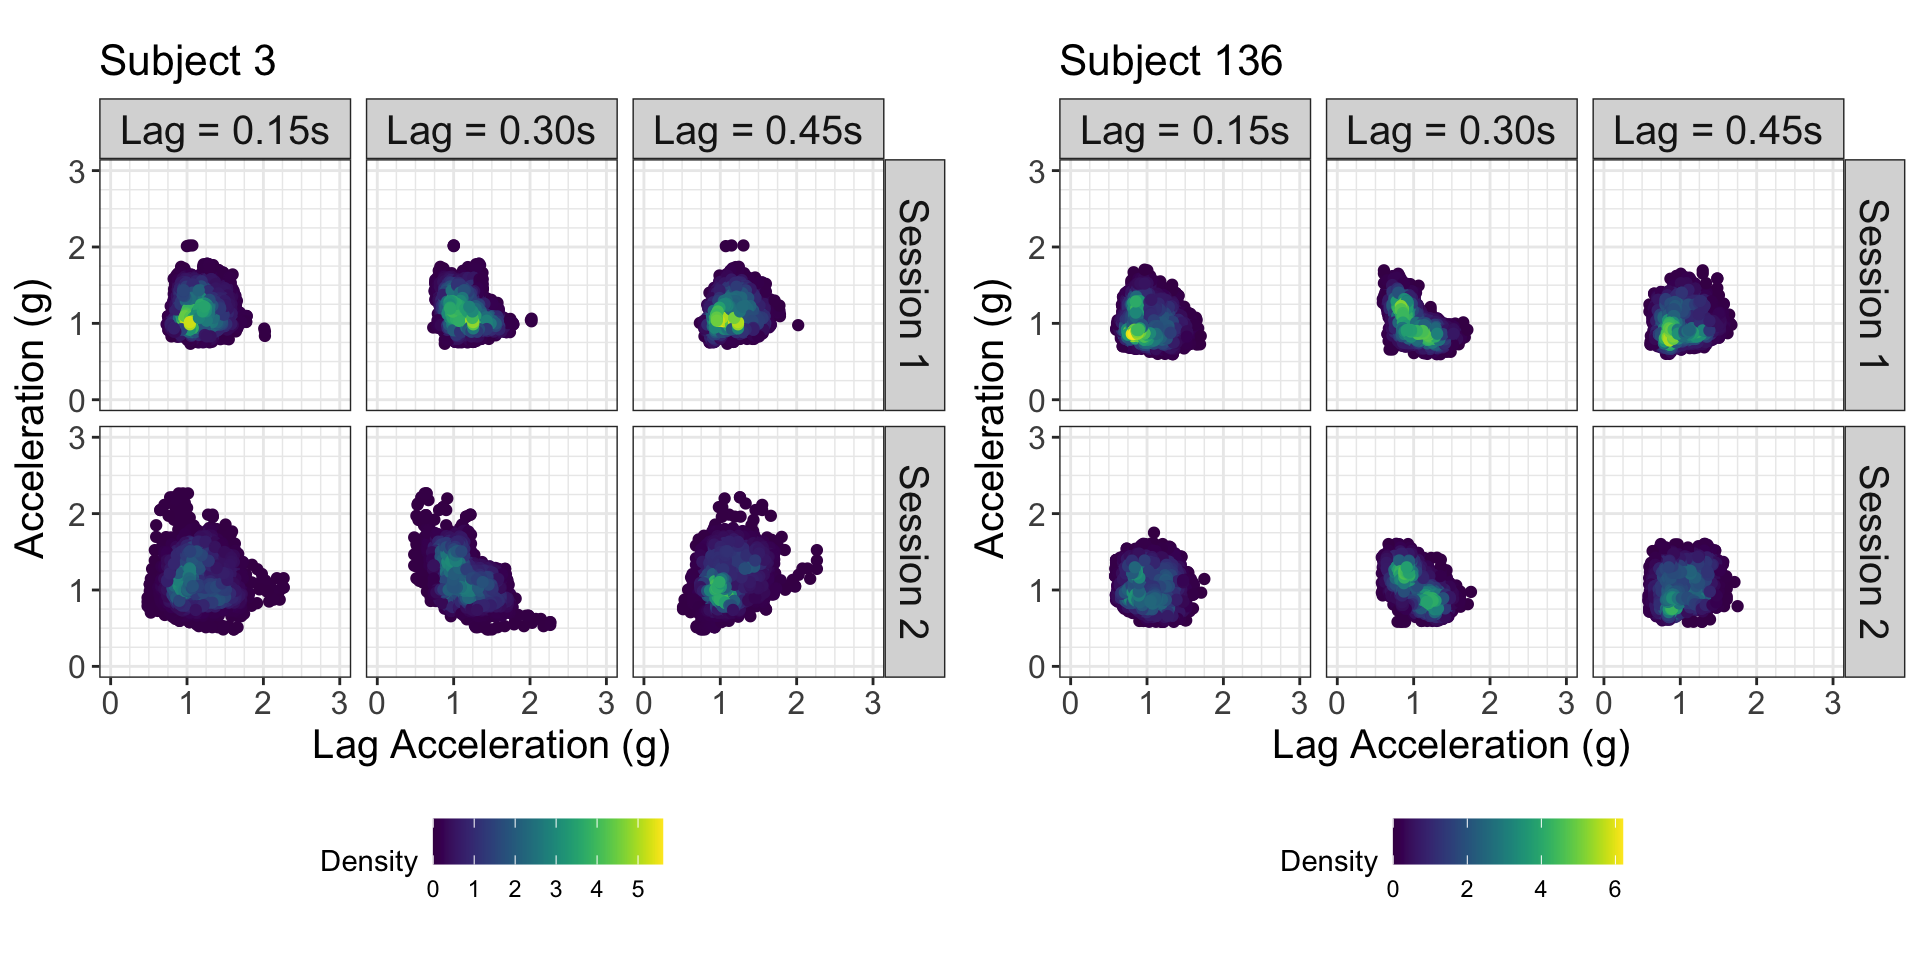 Subject 3
Lag = 0.15s Lag = 0.30s Lag = 0.45s
Acceleration (g)
3
2
1
0
Session 1
3
2
1
0
Session 2
0 1 2 3 0 1 2 3 0 1 2 3
Lag Acceleration (g)
Density
0 1 2 3 4 5
Subject 136
Lag = 0.15s Lag = 0.30s Lag = 0.45s
Acceleration (g)
3
2
1
0
Session 1
3
2
1
0
Session 2
0 1 2 3 0 1 2 3 0 1 2 3
Lag Acceleration (g)
Density
0 2 4 6